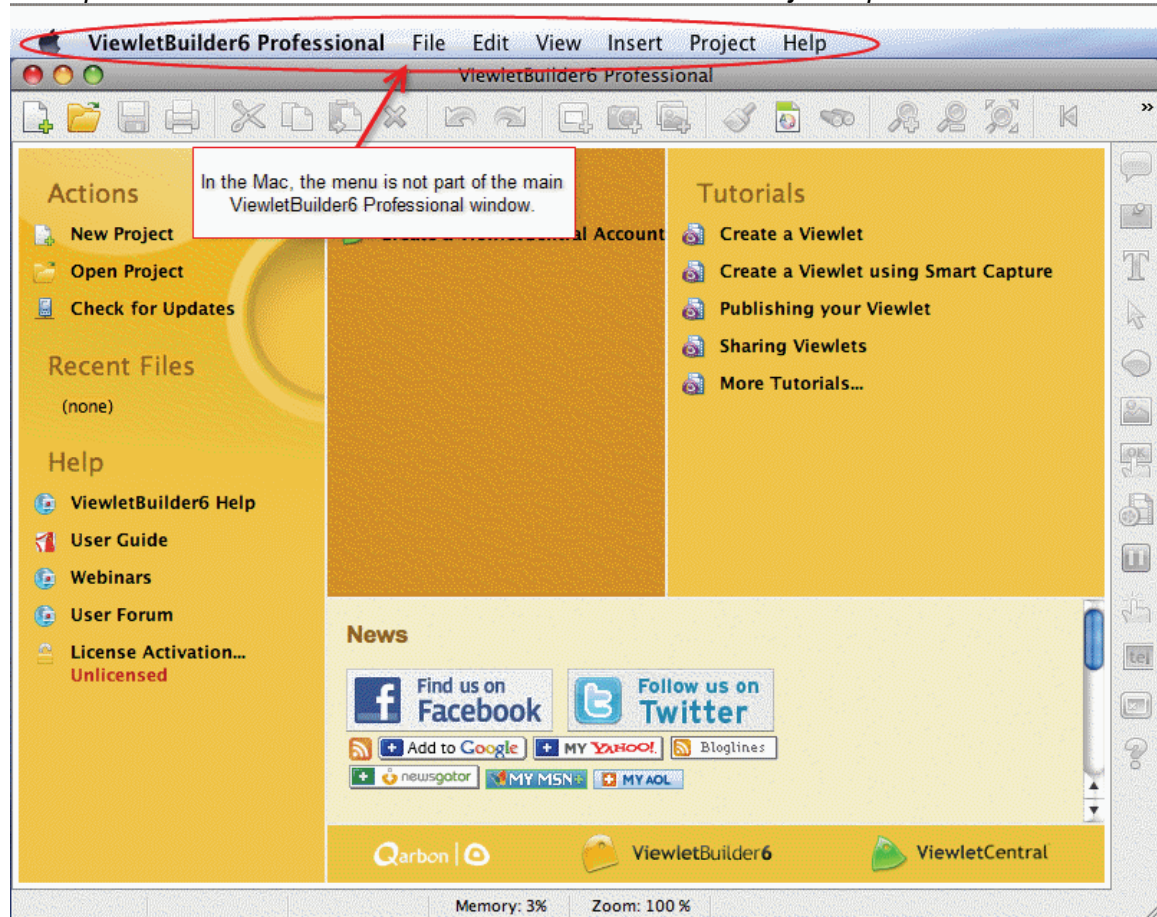 ViewletBuilder6 Professional File Edit View Insert Project Help
ViewletBuilder6 Professional
In the Mac, the menu is not part of the main
ViewletBuilder6 Professional window.
Actions
New Project
Open Project
Check for Updates
Recent Files
(none)
Help
ViewletBuilder6 Help
User Guide
Webinars
User Forum
License Activation...
Unlicensed
Account
Tutorials
Create a Viewlet
Create a Viewlet using Smart Capture
Publishing your Viewlet
Sharing Viewlets
More Tutorials...
T
OK
News
Find us on
Facebook
Follow us on
Twitter
Add to Google MY YAHOO! Bloglines
newsgator MY MSN MY AOL
Qarbon ViewletBuilder6 ViewletCentral
Memory: 3% Zoom: 100 %